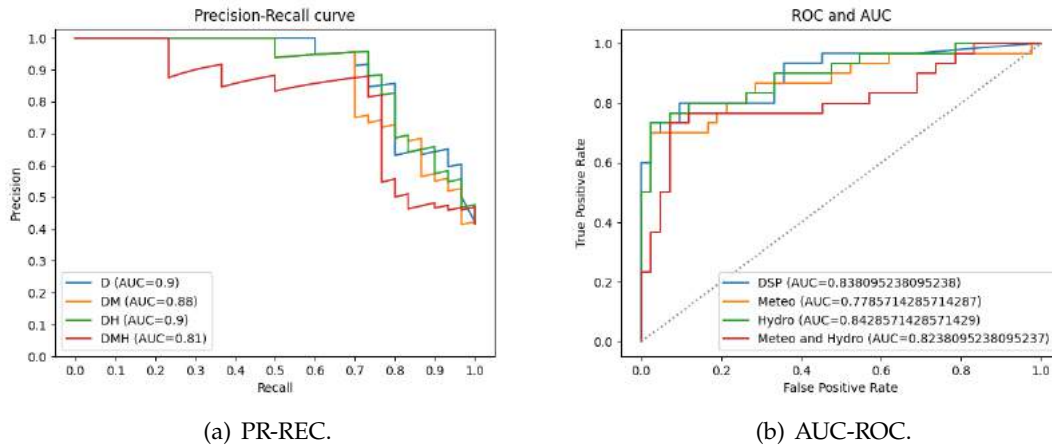 Precision-Recall curve
1.0
0.9
0.8
0.7
0.6
0.5
0.4
0.3
0.2
0.1
0.0
Precision
D (AUC=0.9)
DM (AUC=0.88)
DH (AUC=0.9)
DMH (AUC=0.81)
0.0 0.1 0.2 0.3 0.4 0.5 0.6 0.7 0.8 0.9 1.0
Recall
(a) PR-REC.
ROC and AUC
1.0
0.8
0.6
0.4
0.2
0.0
True Positive Rate
DSP (AUC=0.838095238095238)
Meteo (AUC=0.7785714285714287)
Hydro (AUC=0.8428571428571429)
Meteo and Hydro (AUC=0.8238095238095237)
0.0 0.2 0.4 0.6 0.8 1.0
False Positive Rate
(b) AUC-ROC.